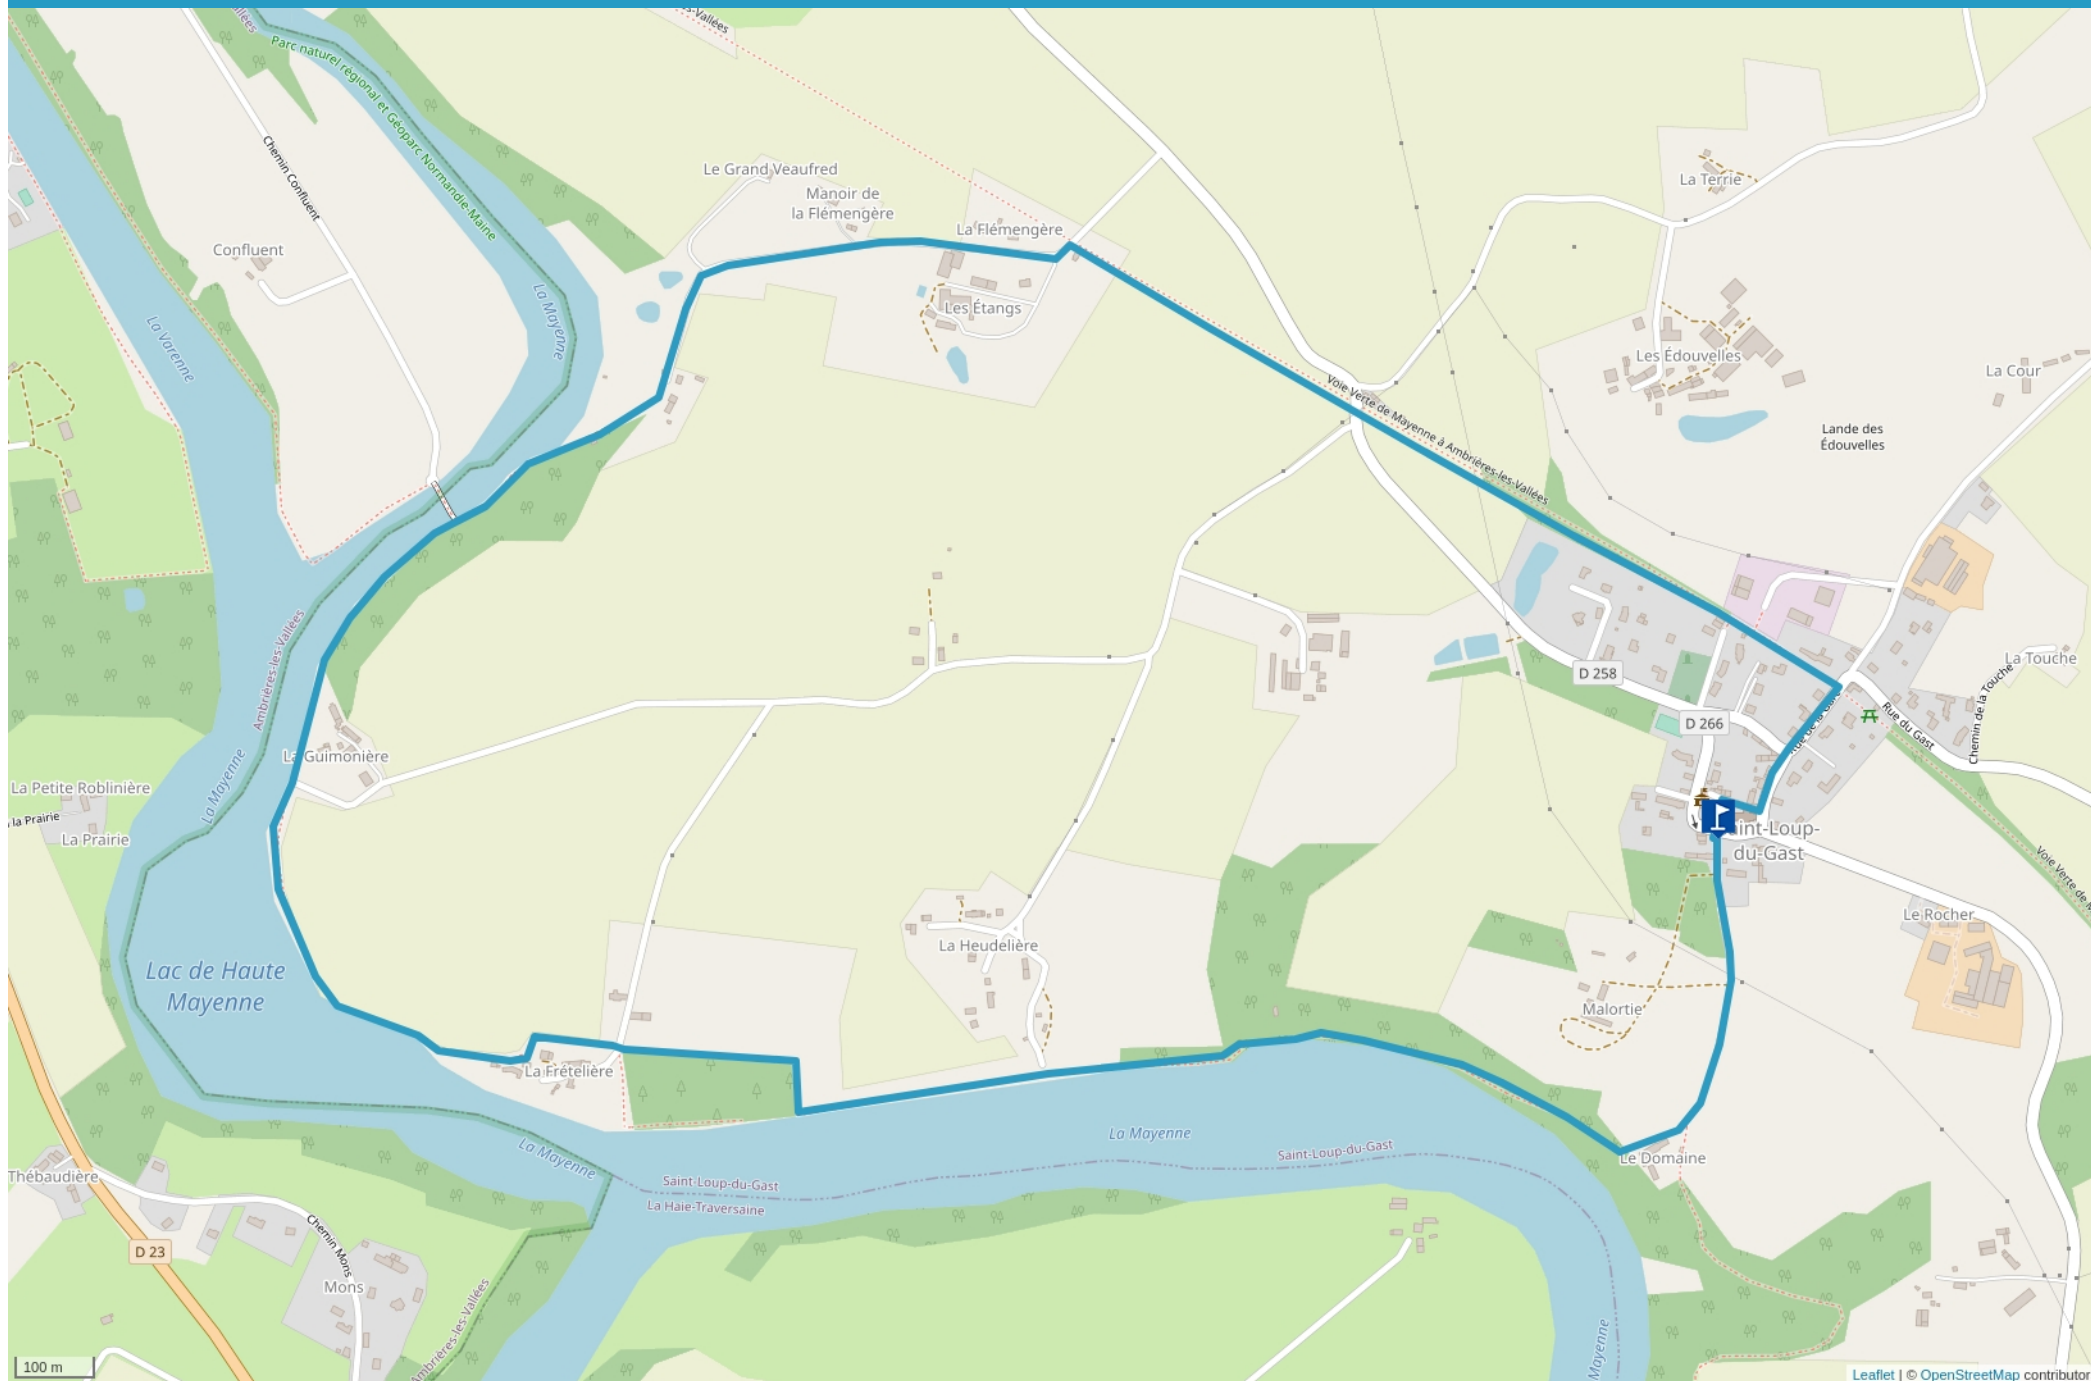 s-Vallées
allées
Parc naturel régional et Géoparc Normandie-Maine
Chemin Confluent
Le Grand Veaufred
Manoir de
la Flémengère
La Terrie
La Flémengère
Confluent
La Mayenne
Les Étangs
La Varenne
Les Édouvelles
La Cour
Voie Verte de Mayenne à Ambrières-les-Vallées
Lande des
Édouvelles
Ambrières-les-Vallées
La Touche
D 258
Chemin de la Touche
D 266
Rue de la Gare
Rue du Gast
La Guimonière
La Mayenne
La Petite Roblinière
la Prairie
La Prairie
aint-Loup-
du-Gast
Voie Verte de M
Le Rocher
La Heudelière
Lac de Haute
Mayenne
Malortie
La Frételière
La Mayenne
La Mayenne
Saint-Loup-du-Gast
Le Domaine
Thébaudière
Saint-Loup-du-Gast
La Haie-Traversaine
Chemin Mons
D 23
Mons
Ambrières-les-Vallées
Mayenne
100 m
Leaflet | © OpenStreetMap contributor